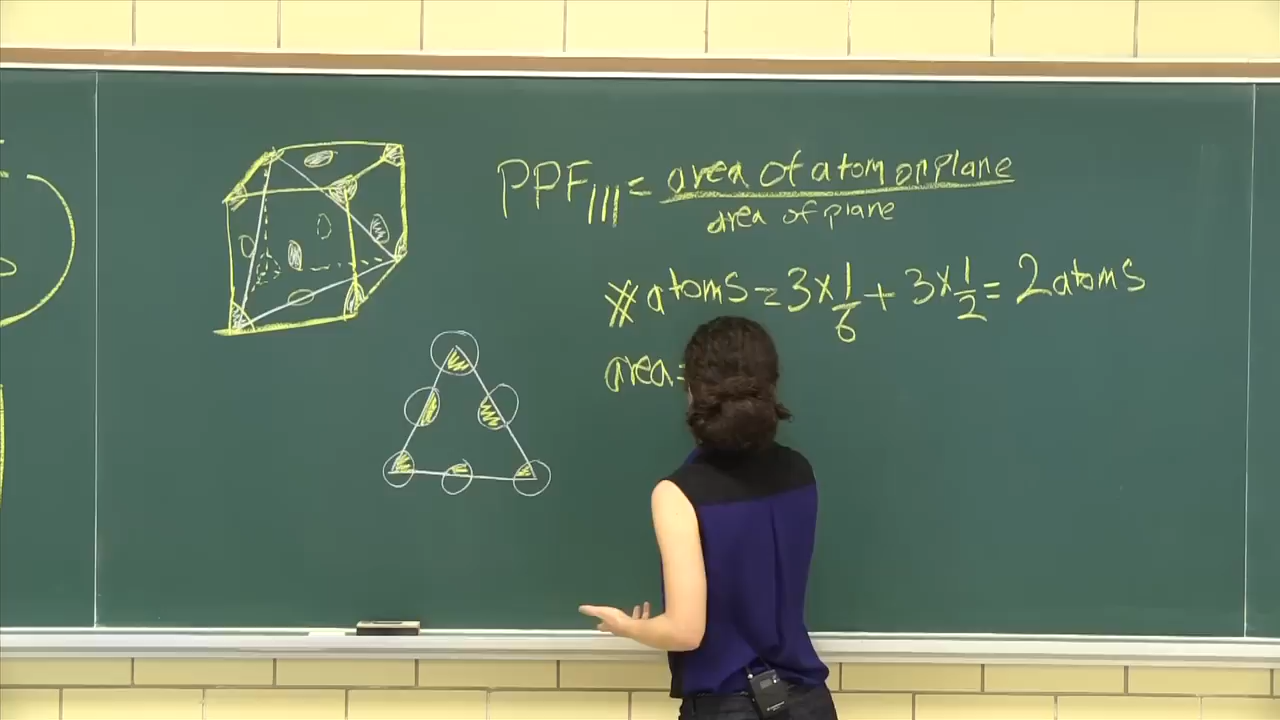 PPF111 = area of atom on plane
area of plane
# atoms = 3 × 1/6 + 3 × 1/2 = 2 atoms
area =